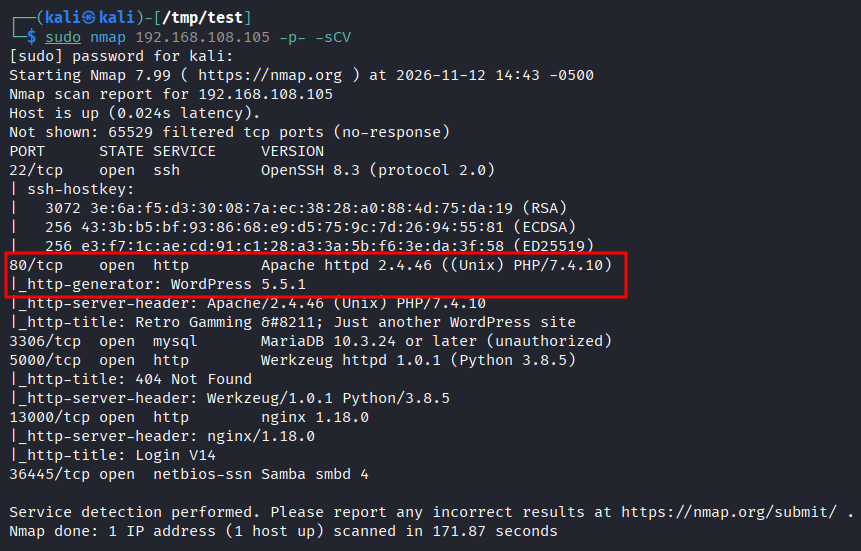 ┌──(kali㉿kali)-[/tmp/test]
└─$ sudo nmap 192.168.108.105 -p- -sCV
[sudo] password for kali:
Starting Nmap 7.99 ( https://nmap.org ) at 2026-11-12 14:43 -0500
Nmap scan report for 192.168.108.105
Host is up (0.024s latency).
Not shown: 65529 filtered tcp ports (no-response)
PORT      STATE SERVICE     VERSION
22/tcp    open  ssh         OpenSSH 8.3 (protocol 2.0)
| ssh-hostkey:
|   3072 3e:6a:f5:d3:30:08:7a:ec:38:28:a0:88:4d:75:da:19 (RSA)
|   256 43:3b:b5:bf:93:86:68:e9:d5:75:9c:7d:26:94:55:81 (ECDSA)
|   256 e3:f7:1c:ae:cd:91:c1:28:a3:3a:5b:f6:3e:da:3f:58 (ED25519)
80/tcp    open  http        Apache httpd 2.4.46 ((Unix) PHP/7.4.10)
|_http-generator: WordPress 5.5.1
|_http-server-header: Apache/2.4.46 (Unix) PHP/7.4.10
|_http-title: Retro Gamming &#8211; Just another WordPress site
3306/tcp  open  mysql       MariaDB 10.3.24 or later (unauthorized)
5000/tcp  open  http        Werkzeug httpd 1.0.1 (Python 3.8.5)
|_http-title: 404 Not Found
|_http-server-header: Werkzeug/1.0.1 Python/3.8.5
13000/tcp open  http        nginx 1.18.0
|_http-server-header: nginx/1.18.0
|_http-title: Login V14
36445/tcp open  netbios-ssn Samba smbd 4

Service detection performed. Please report any incorrect results at https://nmap.org/submit/ .
Nmap done: 1 IP address (1 host up) scanned in 171.87 seconds